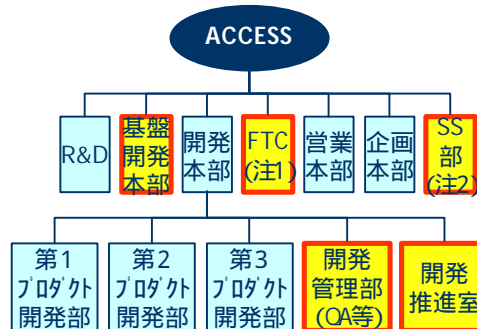 ACCESS
R&D
基盤
開発
本部
開発
本部
FTC
(注1)
営業
本部
企画
本部
SS
部
(注2)
第1
ﾌﾟﾛﾀﾞｸﾄ
開発部
第2
ﾌﾟﾛﾀﾞｸﾄ
開発部
第3
ﾌﾟﾛﾀﾞｸﾄ
開発部
開発
管理部
(QA等)
開発
推進室